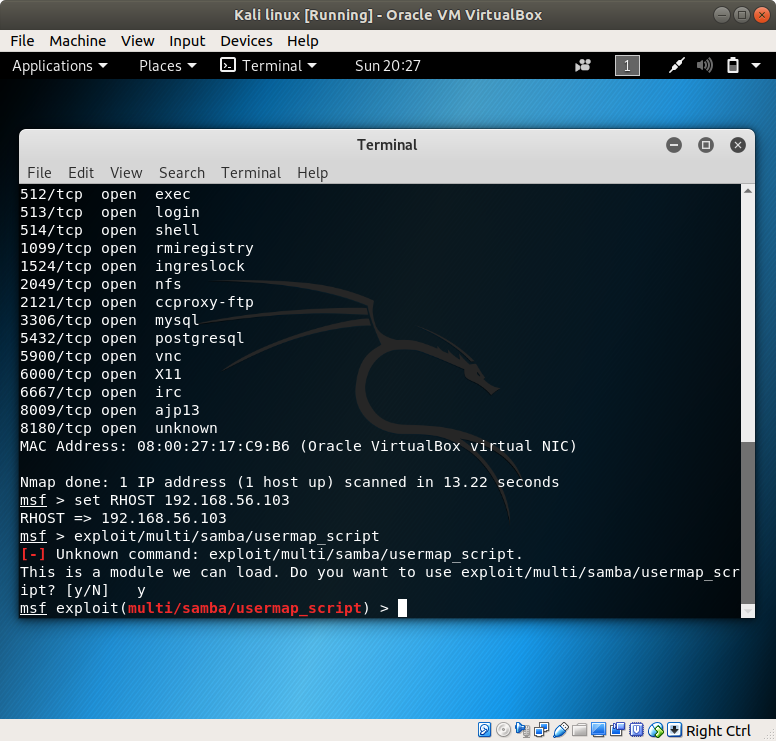 Kali linux [Running] - Oracle VM VirtualBox
File Machine View Input Devices Help
Applications Places Terminal Sun 20:27 1
Terminal
File Edit View Search Terminal Help
512/tcp  open  exec
513/tcp  open  login
514/tcp  open  shell
1099/tcp open  rmiregistry
1524/tcp open  ingreslock
2049/tcp open  nfs
2121/tcp open  ccproxy-ftp
3306/tcp open  mysql
5432/tcp open  postgresql
5900/tcp open  vnc
6000/tcp open  X11
6667/tcp open  irc
8009/tcp open  ajp13
8180/tcp open  unknown
MAC Address: 08:00:27:17:C9:B6 (Oracle VirtualBox virtual NIC)
Nmap done: 1 IP address (1 host up) scanned in 13.22 seconds
msf > set RHOST 192.168.56.103
RHOST => 192.168.56.103
msf > exploit/multi/samba/usermap_script
[-] Unknown command: exploit/multi/samba/usermap_script.
This is a module we can load. Do you want to use exploit/multi/samba/usermap_scr
ipt? [y/N]   y
msf exploit(multi/samba/usermap_script) >
Right Ctrl